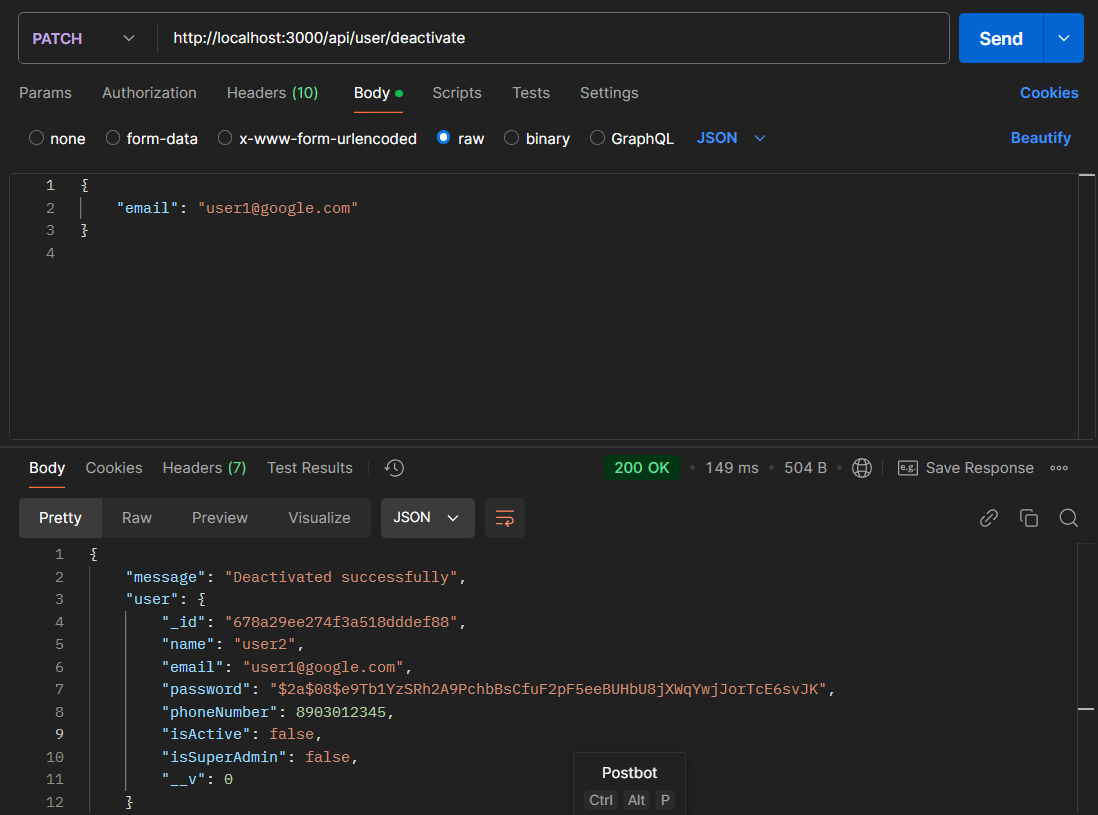 PATCH http://localhost:3000/api/user/deactivate Send
Params Authorization Headers (10) Body Scripts Tests Settings Cookies
none form-data x-www-form-urlencoded raw binary GraphQL JSON Beautify
1 {
2 "email": "user1@google.com"
3 }
4
Body Cookies Headers (7) Test Results 200 OK • 149 ms • 504 B • e.g. Save Response
Pretty Raw Preview Visualize JSON
1 {
2 "message": "Deactivated successfully",
3 "user": {
4 "_id": "678a29ee274f3a518dddef88",
5 "name": "user2",
6 "email": "user1@google.com",
7 "password": "$2a$08$e9Tb1YzSRh2A9PchbBsCfuF2pF5eeBUHbU8jXWqYwjJorTcE6svJK",
8 "phoneNumber": 8903012345,
9 "isActive": false,
10 "isSuperAdmin": false,
11 "__v": 0
12 }
Postbot
Ctrl Alt P